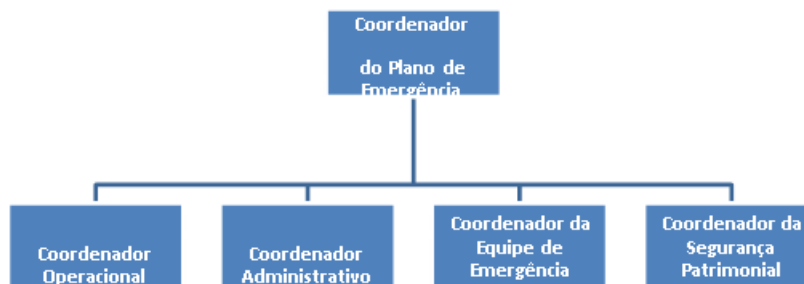 Coordenador
do Plano de
Emergência
Coordenador
Operacional
Coordenador
Administrativo
Coordenador da
Equipe de
Emergência
Coordenador da
Segurança
Patrimonial